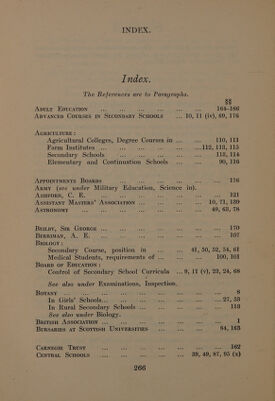 INDEX.
Index.
The References are to Paragraphs.
§§
ADULT EDUCATION ... 164-166
ADVANCED COURSES IN SECONDARY SCHOOLS ... 10, 11 (iv), 69, 176
AGRICULTURE:
Agricultural Colleges, Degree Courses in ... 110, 111
Farm Institutes ... 112, 113, 115
Secondary Schools ... 113, 114
Elementary and Continuation Schools ... 90, 116
APPOINTMENTS BOARDS ... 176
ARMY (see under Military Education, Science in).
ASHFORD, C. E. ... 121
ASSISTANT MASTERS' ASSOCIATION ... 10, 71, 139
ASTRONOMY ... 49, 63, 78
BEILBY, SIR GEORGE ... 170
BERRIMAN, A. E. ... 107
BIOLOGY:
Secondary Course, position in ... 41, 50, 52, 54, 61
Medical Students, requirements of ... 100, 101
BOARD OF EDUCATION:
Control of Secondary School Curricula ... 9, 11 (v), 23, 24, 68
See also under Examinations, Inspection.
BOTANY ... 8
In Girls' Schools ... 27, 53
In Rural Secondary Schools ... 113
See also under Biology.
BRITISH ASSOCIATION ... 1
BURSARIES AT SCOTTISH UNIVERSITIES ... 84, 163
CARNEGIE TRUST ... 162
CENTRAL SCHOOLS ... 38, 49, 87, 95 (x)
266